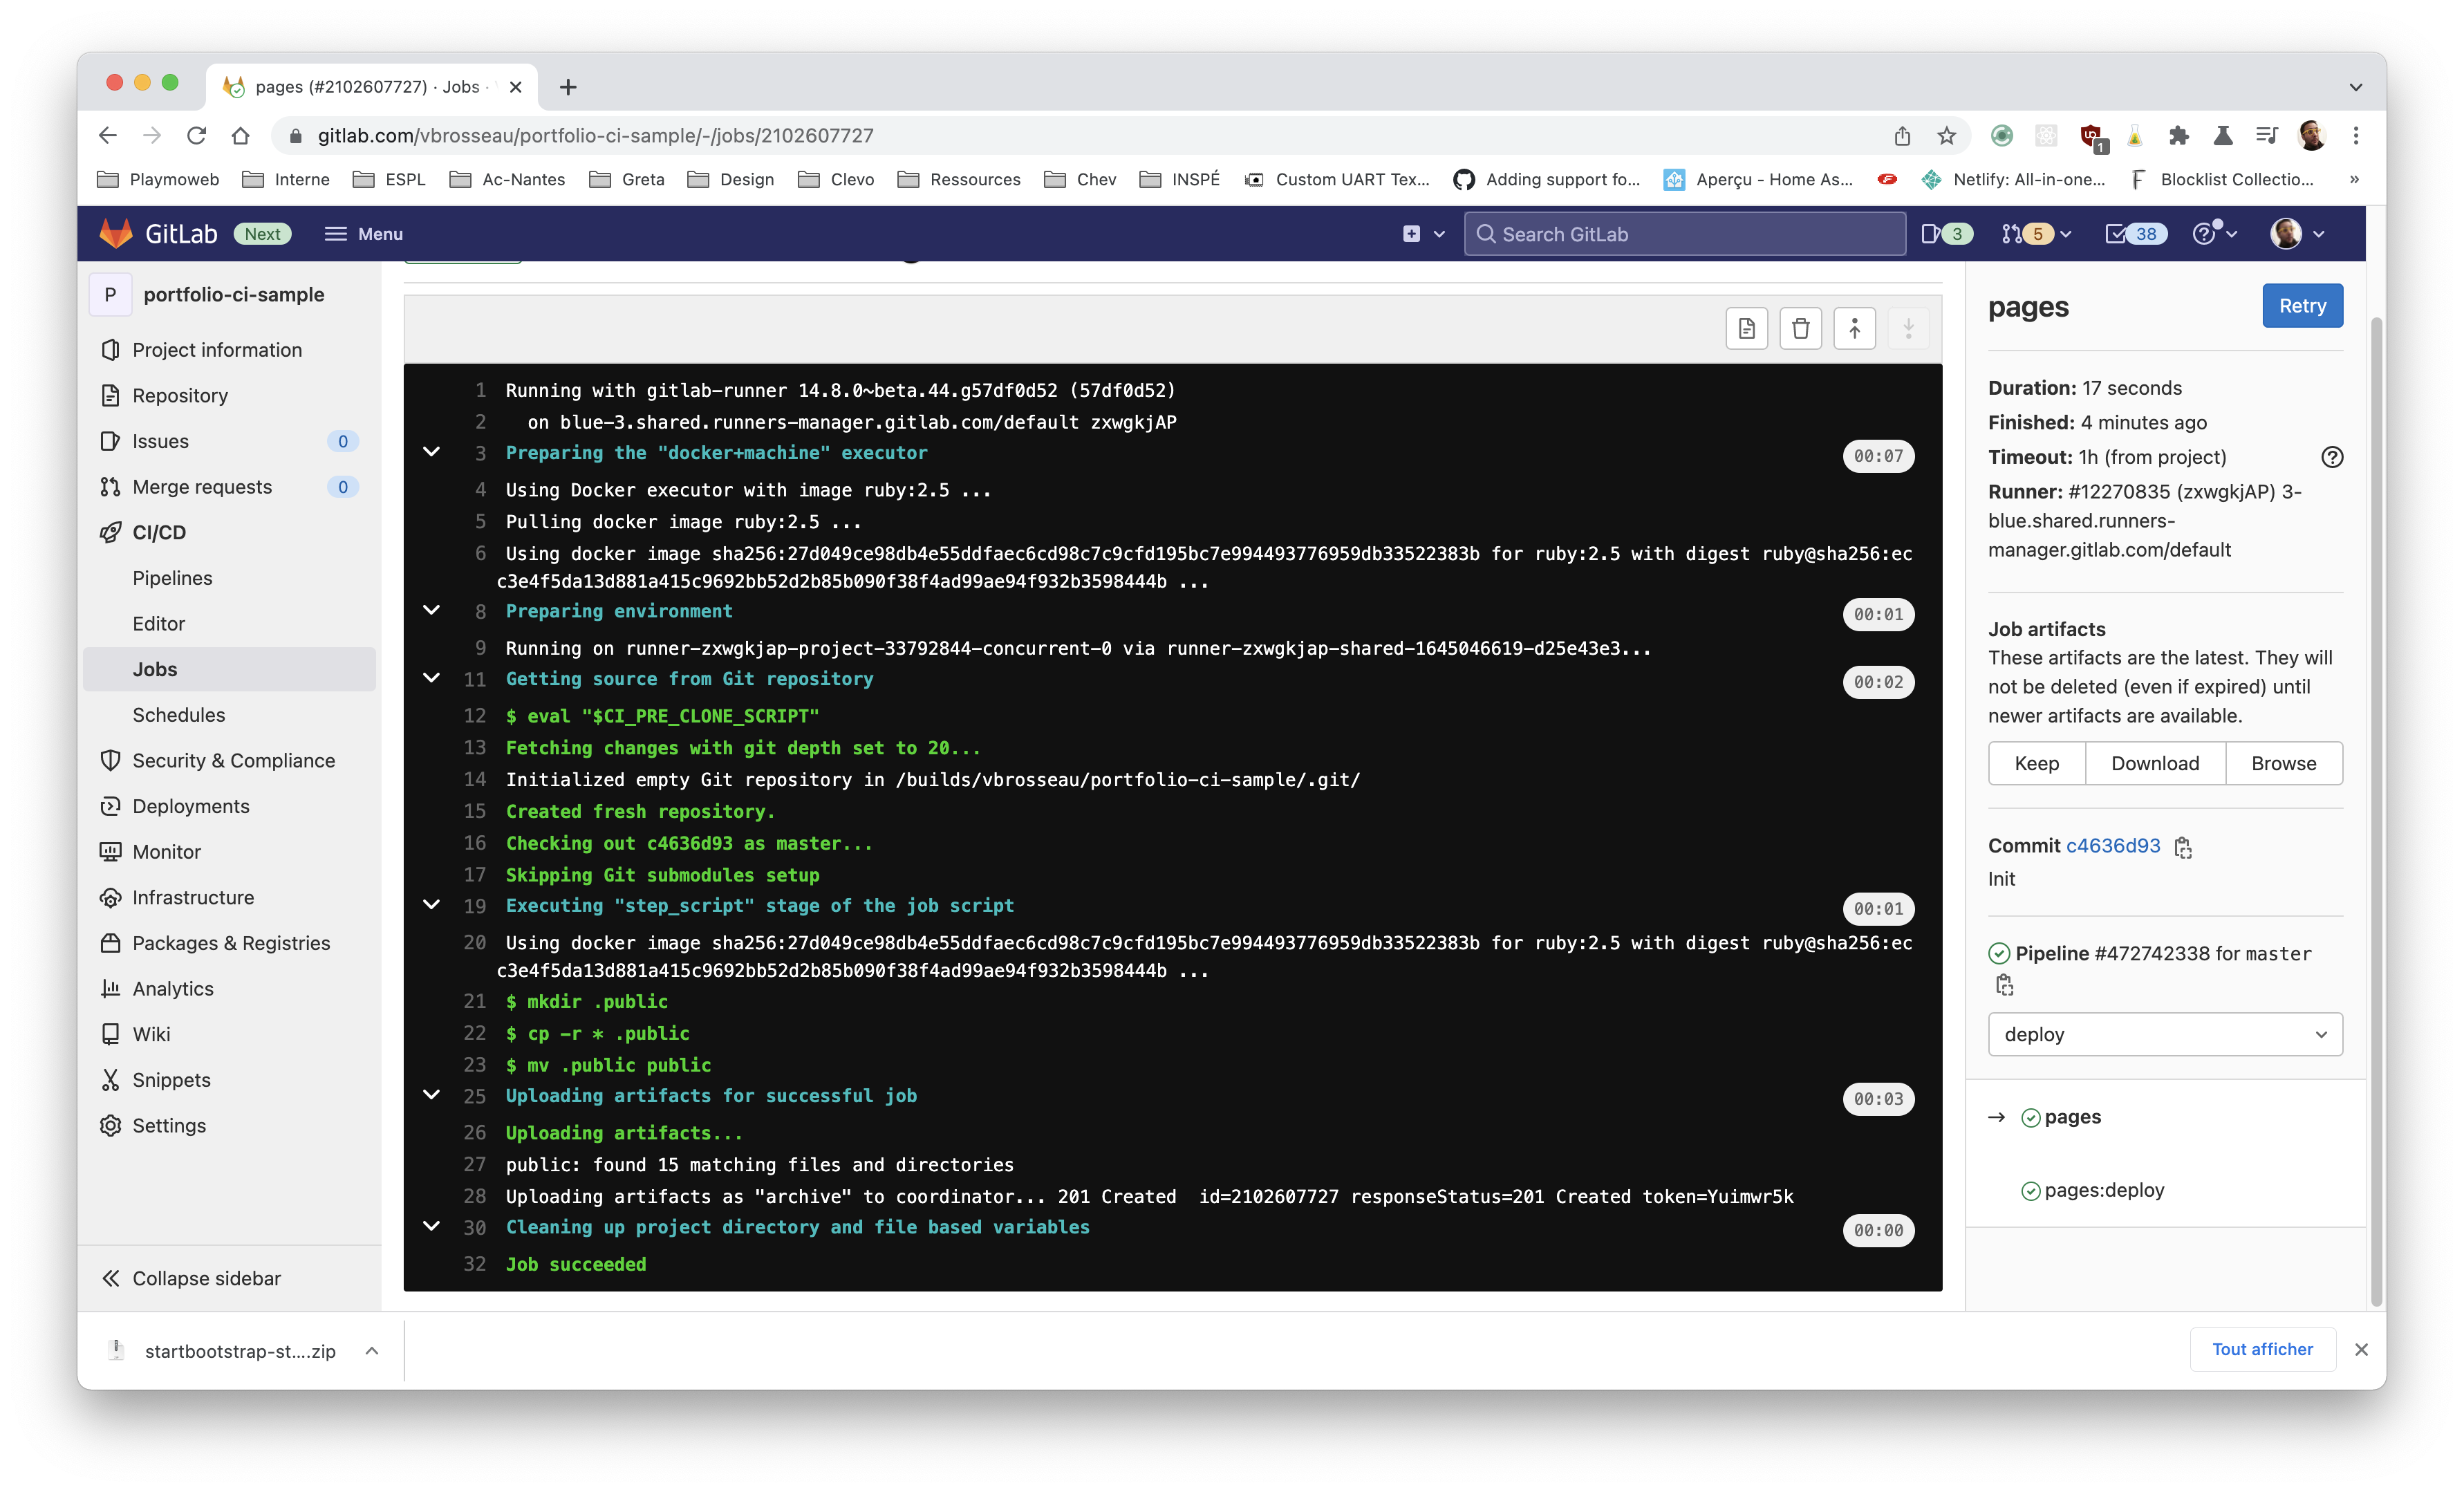 pages (#2102607727) · Jobs ·
gitlab.com/vbrosseau/portfolio-ci-sample/-/jobs/2102607727
1
Playmoweb Interne ESPL Ac-Nantes Greta Design Clevo Ressources Chev INSPÉ Custom UART Tex... Adding support fo... Aperçu - Home As... Netlify: All-in-one... Blocklist Collectio... »
GitLab Next Menu Search GitLab 3 5 38
P portfolio-ci-sample
Project information
Repository
Issues 0
Merge requests 0
CI/CD
Pipelines
Editor
Jobs
Schedules
Security & Compliance
Deployments
Monitor
Infrastructure
Packages & Registries
Analytics
Wiki
Snippets
Settings
Collapse sidebar
1 Running with gitlab-runner 14.8.0~beta.44.g57df0d52 (57df0d52)
2 on blue-3.shared.runners-manager.gitlab.com/default zxwgkjAP
3 Preparing the "docker+machine" executor 00:07
4 Using Docker executor with image ruby:2.5 ...
5 Pulling docker image ruby:2.5 ...
6 Using docker image sha256:27d049ce98db4e55ddfaec6cd98c7c9cfd195bc7e994493776959db33522383b for ruby:2.5 with digest ruby@sha256:ec
c3e4f5da13d881a415c9692bb52d2b85b090f38f4ad99ae94f932b3598444b ...
8 Preparing environment 00:01
9 Running on runner-zxwgkjap-project-33792844-concurrent-0 via runner-zxwgkjap-shared-1645046619-d25e43e3...
11 Getting source from Git repository 00:02
12 $ eval "$CI_PRE_CLONE_SCRIPT"
13 Fetching changes with git depth set to 20...
14 Initialized empty Git repository in /builds/vbrosseau/portfolio-ci-sample/.git/
15 Created fresh repository.
16 Checking out c4636d93 as master...
17 Skipping Git submodules setup
19 Executing "step_script" stage of the job script 00:01
20 Using docker image sha256:27d049ce98db4e55ddfaec6cd98c7c9cfd195bc7e994493776959db33522383b for ruby:2.5 with digest ruby@sha256:ec
c3e4f5da13d881a415c9692bb52d2b85b090f38f4ad99ae94f932b3598444b ...
21 $ mkdir .public
22 $ cp -r * .public
23 $ mv .public public
25 Uploading artifacts for successful job 00:03
26 Uploading artifacts...
27 public: found 15 matching files and directories
28 Uploading artifacts as "archive" to coordinator... 201 Created  id=2102607727 responseStatus=201 Created token=Yuimwr5k
30 Cleaning up project directory and file based variables 00:00
32 Job succeeded
pages Retry
Duration: 17 seconds
Finished: 4 minutes ago
Timeout: 1h (from project)
Runner: #12270835 (zxwgkjAP) 3-
blue.shared.runners-
manager.gitlab.com/default
Job artifacts
These artifacts are the latest. They will
not be deleted (even if expired) until
newer artifacts are available.
Keep Download Browse
Commit c4636d93
Init
Pipeline #472742338 for master
deploy
→ pages
pages:deploy
startbootstrap-st....zip
Tout afficher